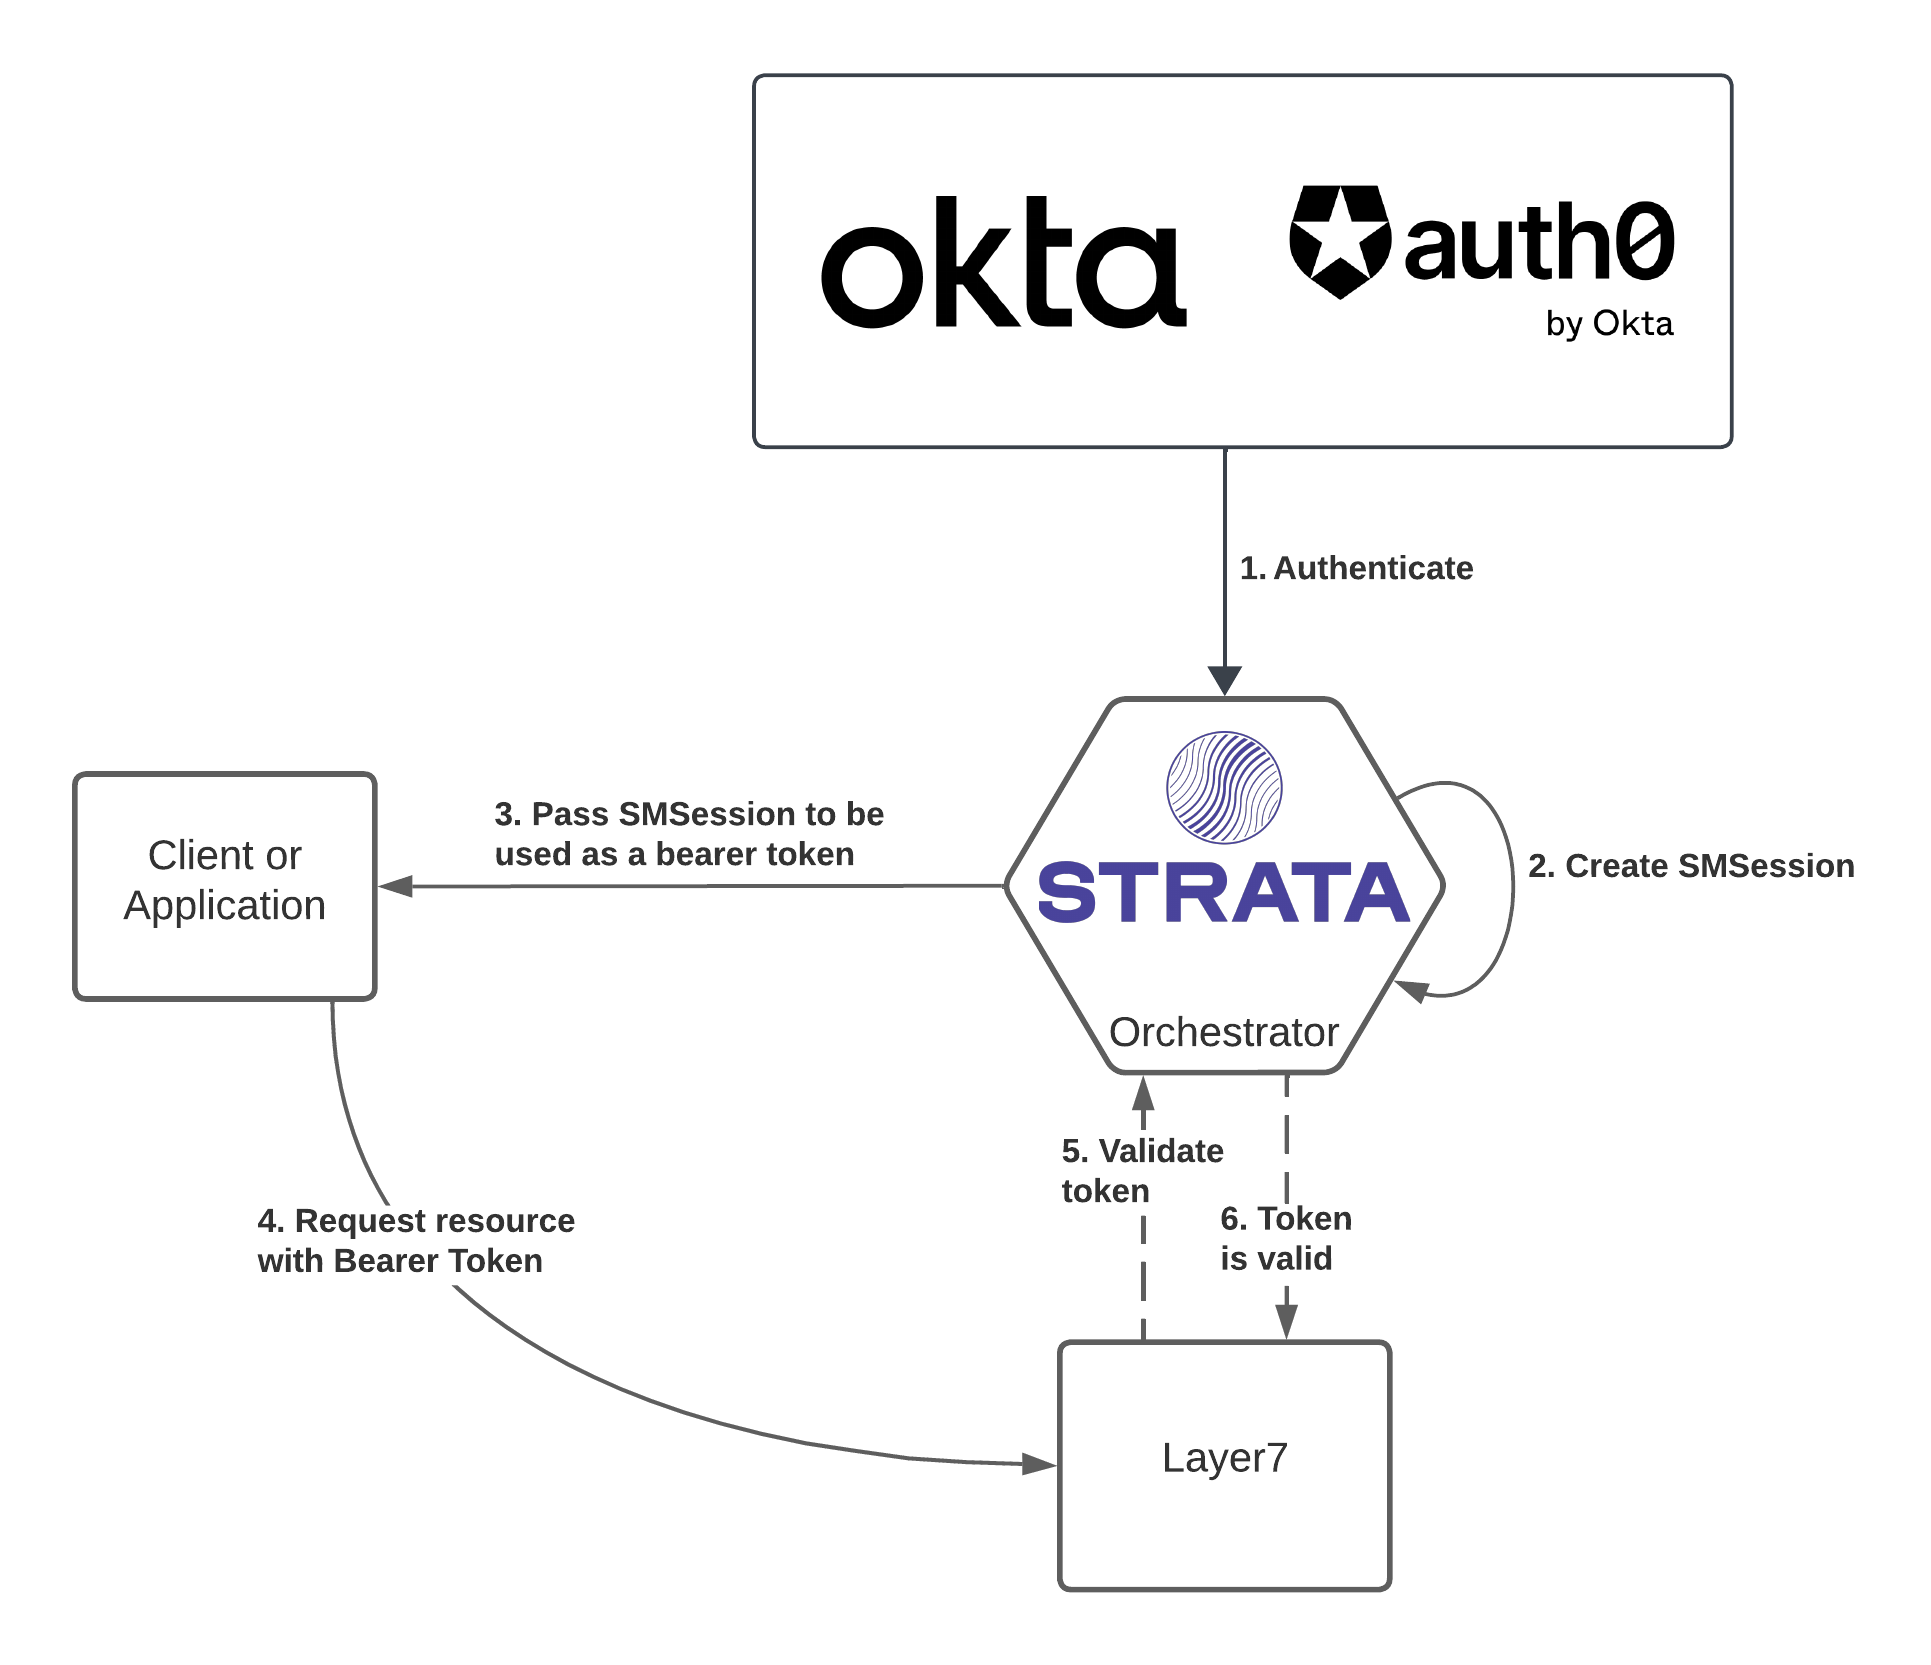 okta
auth0
by Okta
1. Authenticate
STRATA
Orchestrator
2. Create SMSession
3. Pass SMSession to be
used as a bearer token
Client or
Application
4. Request resource
with Bearer Token
5. Validate
token
6. Token
is valid
Layer7